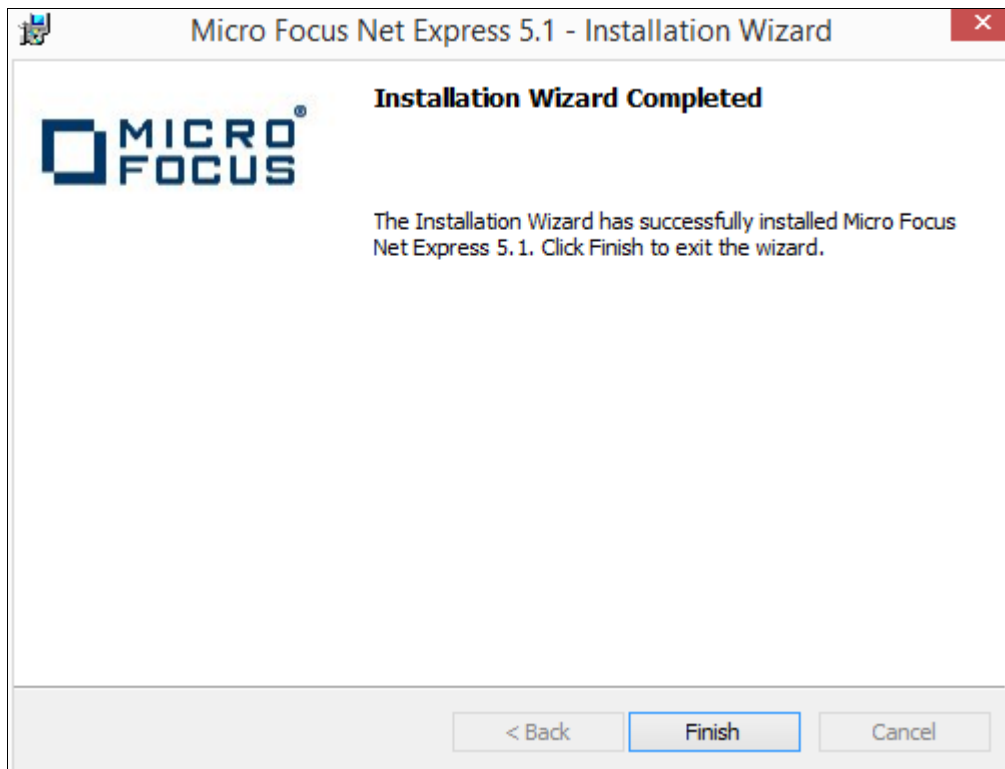 Micro Focus Net Express 5.1 - Installation Wizard
MICRO
FOCUS®
Installation Wizard Completed
The Installation Wizard has successfully installed Micro Focus
Net Express 5.1. Click Finish to exit the wizard.
< Back
Finish
Cancel